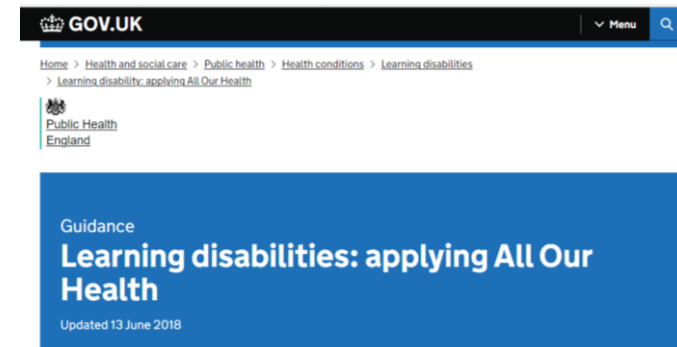 GOV.UK
Menu
Home > Health and social care > Public health > Health conditions > Learning disabilities
> Learning disability: applying All Our Health
Public Health
England
Guidance
Learning disabilities: applying All Our
Health
Updated 13 June 2018